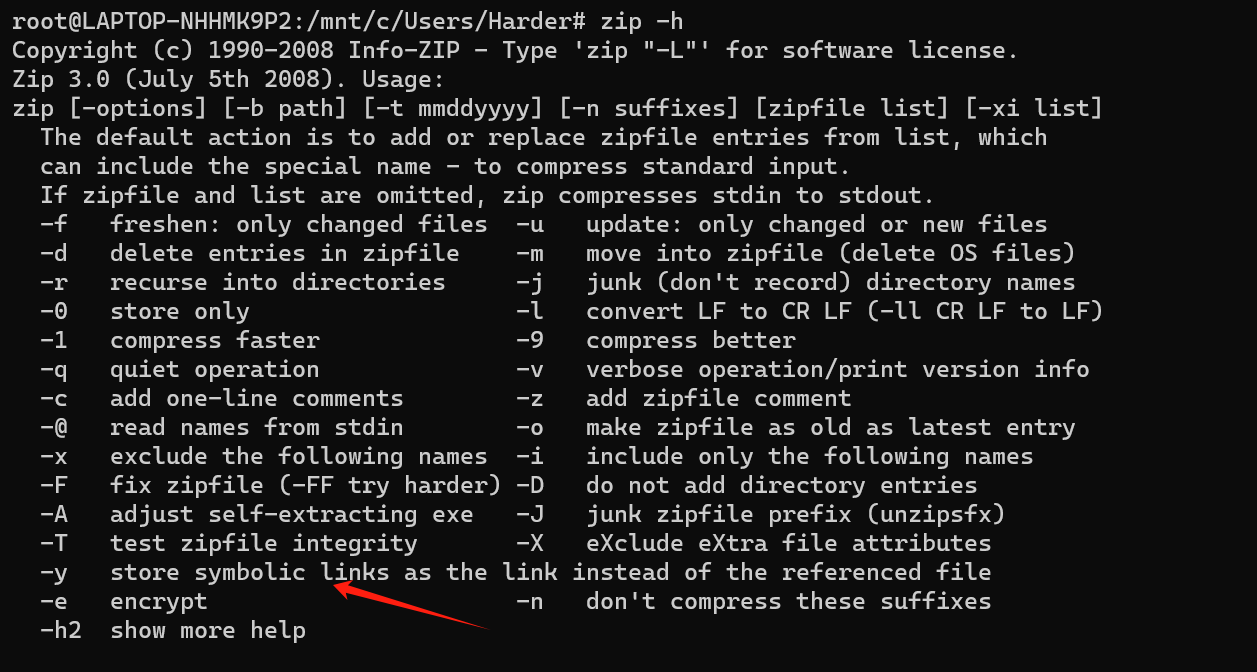 root@LAPTOP-NHHMK9P2:/mnt/c/Users/Harder# zip -h
Copyright (c) 1990-2008 Info-ZIP - Type 'zip "-L"' for software license.
Zip 3.0 (July 5th 2008). Usage:
zip [-options] [-b path] [-t mmddyyyy] [-n suffixes] [zipfile list] [-xi list]
  The default action is to add or replace zipfile entries from list, which
  can include the special name - to compress standard input.
  If zipfile and list are omitted, zip compresses stdin to stdout.
  -f   freshen: only changed files  -u   update: only changed or new files
  -d   delete entries in zipfile    -m   move into zipfile (delete OS files)
  -r   recurse into directories     -j   junk (don't record) directory names
  -0   store only                   -l   convert LF to CR LF (-ll CR LF to LF)
  -1   compress faster              -9   compress better
  -q   quiet operation              -v   verbose operation/print version info
  -c   add one-line comments        -z   add zipfile comment
  -@   read names from stdin        -o   make zipfile as old as latest entry
  -x   exclude the following names  -i   include only the following names
  -F   fix zipfile (-FF try harder) -D   do not add directory entries
  -A   adjust self-extracting exe   -J   junk zipfile prefix (unzipsfx)
  -T   test zipfile integrity       -X   eXclude eXtra file attributes
  -y   store symbolic links as the link instead of the referenced file
  -e   encrypt                      -n   don't compress these suffixes
  -h2  show more help